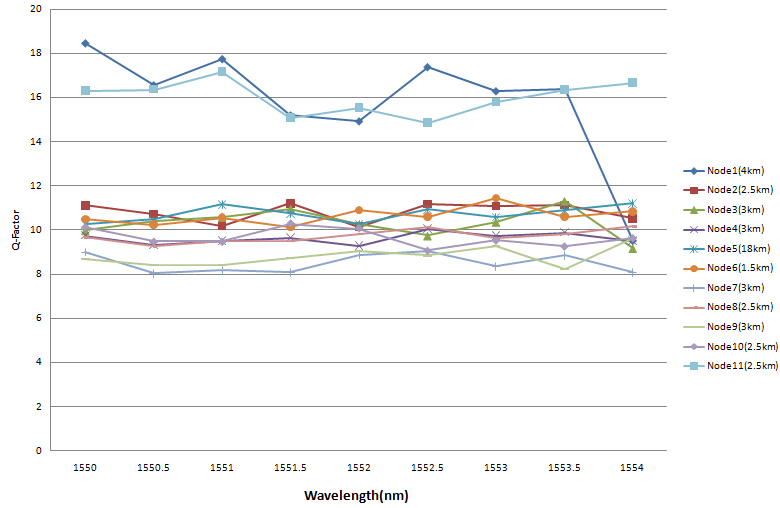 20
18
16
14
12
10
8
6
4
2
0
Q-Factor
1550
1550.5
1551
1551.5
1552
1552.5
1553
1553.5
1554
Wavelength(nm)
Node1(4km)
Node2(2.5km)
Node3(3km)
Node4(3km)
Node5(18km)
Node6(1.5km)
Node7(3km)
Node8(2.5km)
Node9(3km)
Node10(2.5km)
Node11(2.5km)